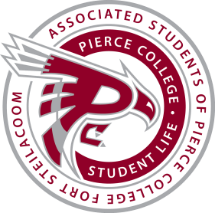 ASSOCIATED STUDENTS OF PIERCE COLLEGE FORT STEILACOOM
PIERCE COLLEGE • STUDENT LIFE
P